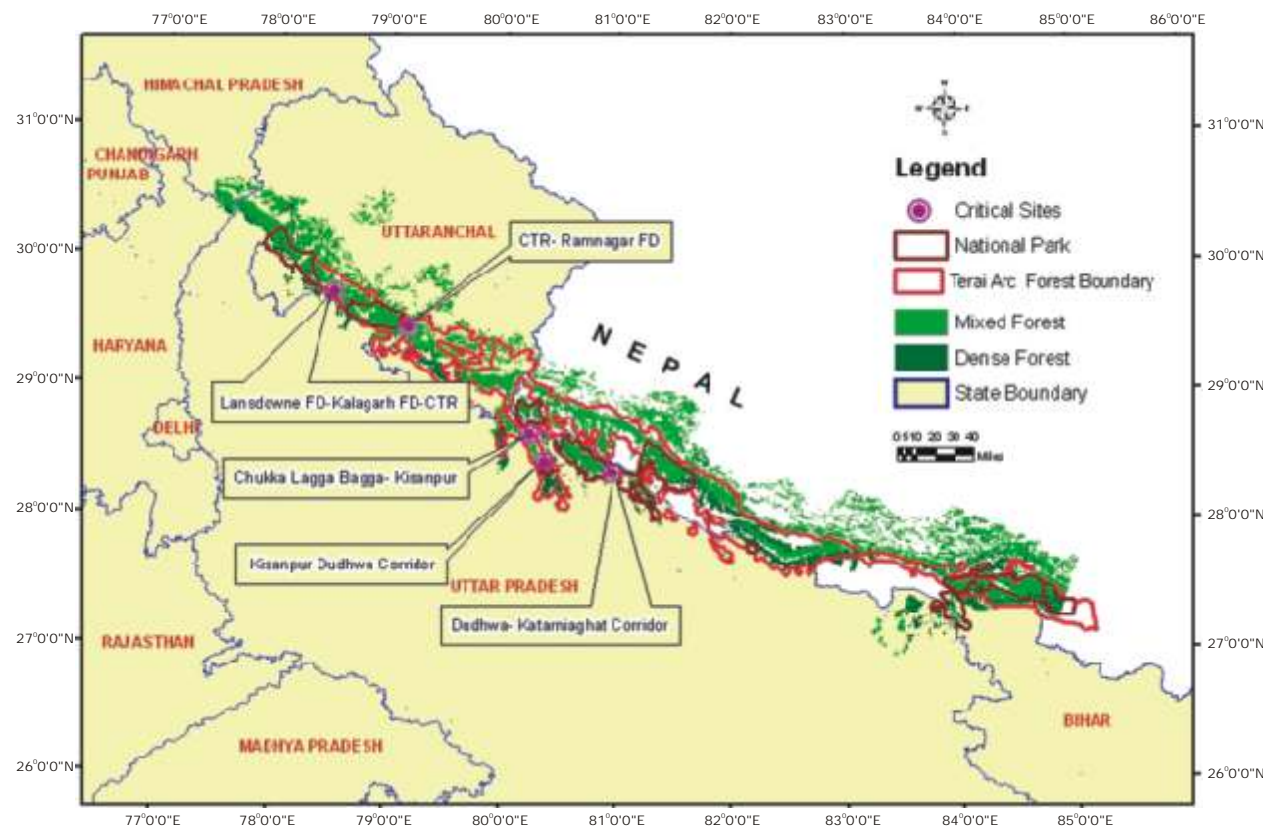 77°0'0"E 78°0'0"E 79°0'0"E 80°0'0"E 81°0'0"E 82°0'0"E 83°0'0"E 84°0'0"E 85°0'0"E 86°0'0"E
HIMACHAL PRADESH
31°0'0"N 31°0'0"N
CHANDIGARH
PUNJAB
Legend
Critical Sites
UTTARANCHAL
CTR- Ramnagar FD
National Park
30°0'0"N 30°0'0"N
Terai Arc Forest Boundary
Mixed Forest
NEPAL
HARYANA
Dense Forest
29°0'0"N 29°0'0"N
State Boundary
Lansdowne FD-Kalagarh FD-CTR
DELHI
0 5 10 20 30 40
Miles
Chukka Lagga Bagga- Kisanpur
28°0'0"N 28°0'0"N
Kisanpur Dudhwa Corridor
UTTAR PRADESH
Dudhwa- Katarniaghat Corridor
27°0'0"N 27°0'0"N
RAJASTHAN
BIHAR
MADHYA PRADESH
26°0'0"N 26°0'0"N
77°0'0"E 78°0'0"E 79°0'0"E 80°0'0"E 81°0'0"E 82°0'0"E 83°0'0"E 84°0'0"E 85°0'0"E